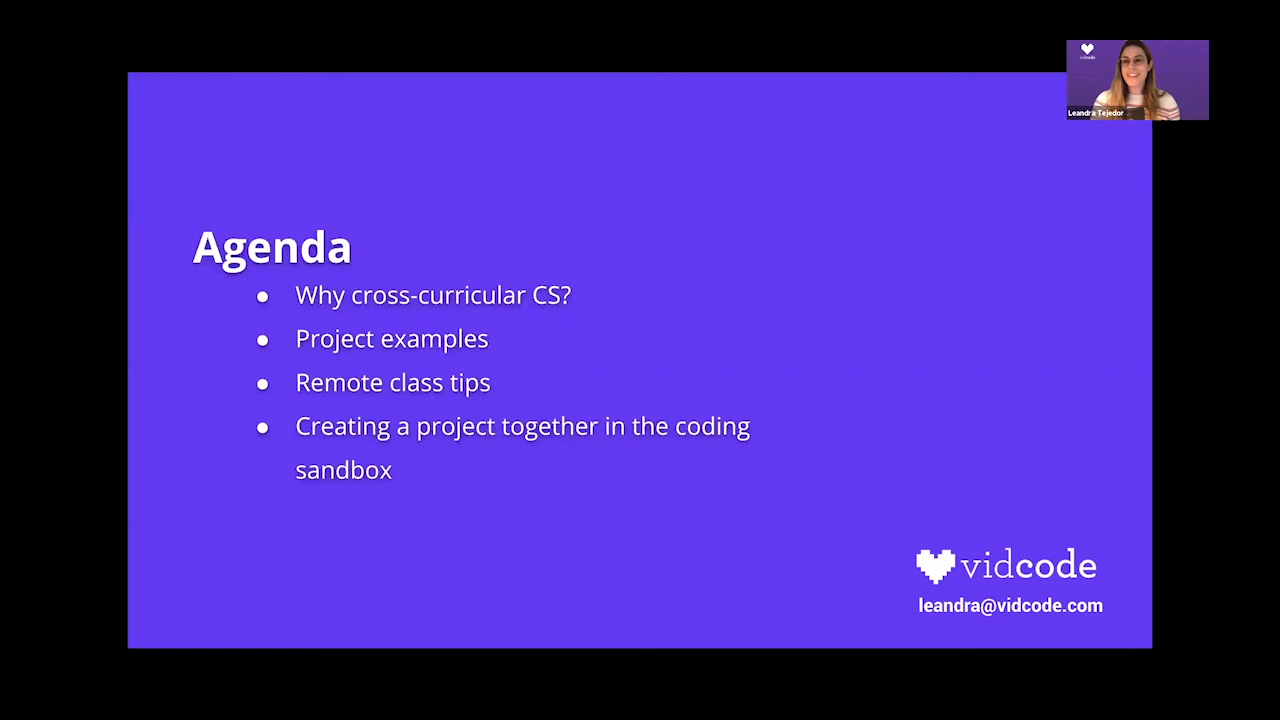 vidcode
Leandra Tejedor
Agenda
● Why cross-curricular CS?
● Project examples
● Remote class tips
● Creating a project together in the coding
sandbox
vidcode
leandra@vidcode.com